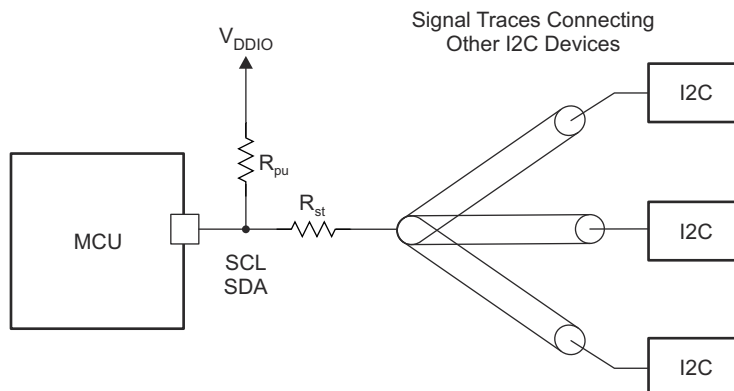 Signal Traces Connecting
Other I2C Devices
VDDIO
I2C
Rpu
Rst
MCU
I2C
SCL
SDA
I2C